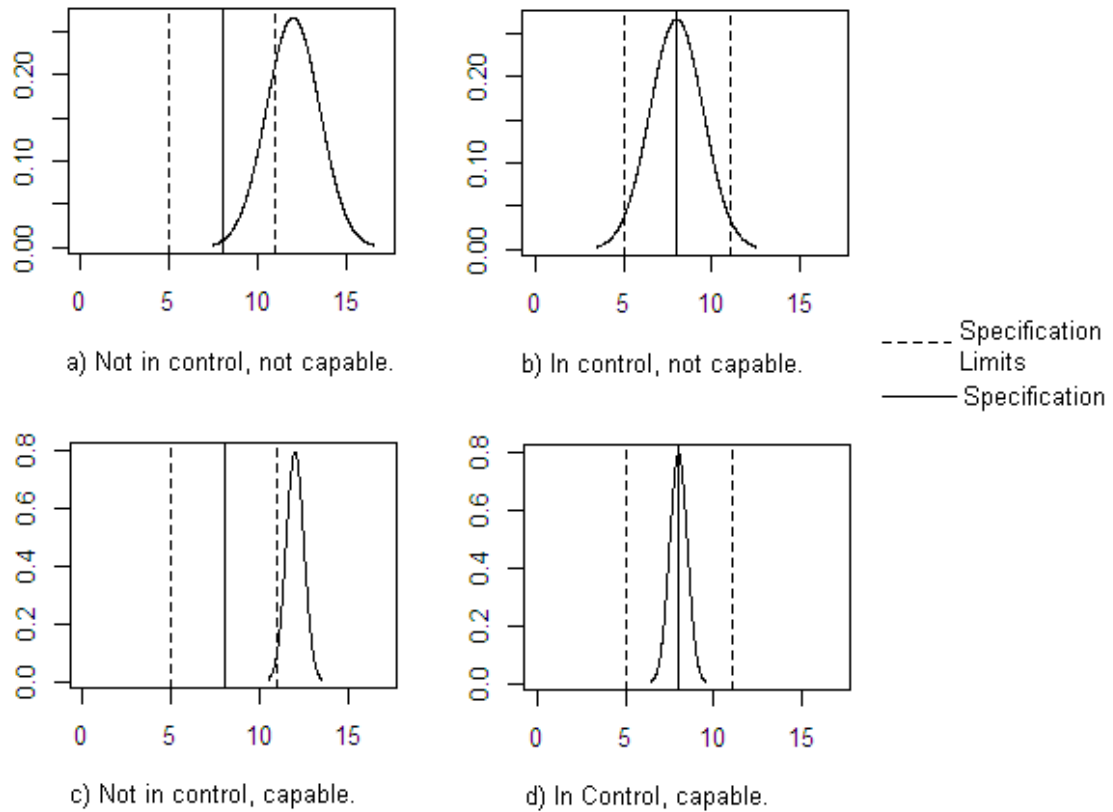 0.20
0.10
0.00
0 5 10 15
a) Not in control, not capable.
0.20
0.10
0.00
0 5 10 15
b) In control, not capable.
Specification
Limits
Specification
0.8
0.6
0.4
0.2
0.0
0 5 10 15
c) Not in control, capable.
0.8
0.6
0.4
0.2
0.0
0 5 10 15
d) In Control, capable.